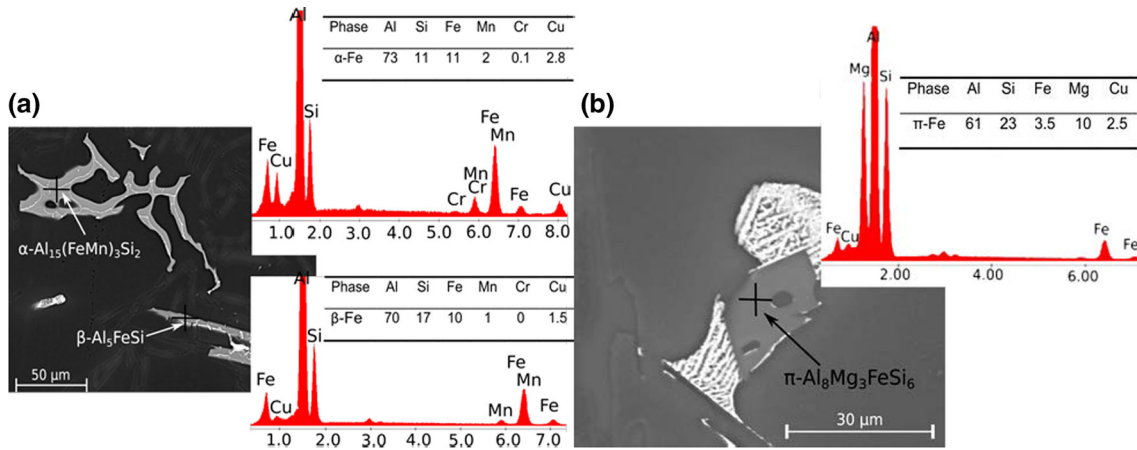 (a)
α-Al₁₅(FeMn)₃Si₂
β-Al₅FeSi
50 μm
Phase Al Si Fe Mn Cr Cu
α-Fe 73 11 11 2 0.1 2.8
Al
Si
Fe
Cu
Cr
Mn
Cr
Fe
Mn
Fe
Cu
1.0 2.0 3.0 4.0 5.0 6.0 7.0 8.0
Phase Al Si Fe Mn Cr Cu
β-Fe 70 17 10 1 0 1.5
Al
Si
Fe
Cu
Mn
Fe
Mn
Fe
1.0 2.0 3.0 4.0 5.0 6.0 7.0
(b)
π-Al₈Mg₃FeSi₆
30 μm
Phase Al Si Fe Mg Cu
π-Fe 61 23 3.5 10 2.5
Al
Mg
Si
Fe
Cu
Fe
Fe
2.00 4.00 6.00